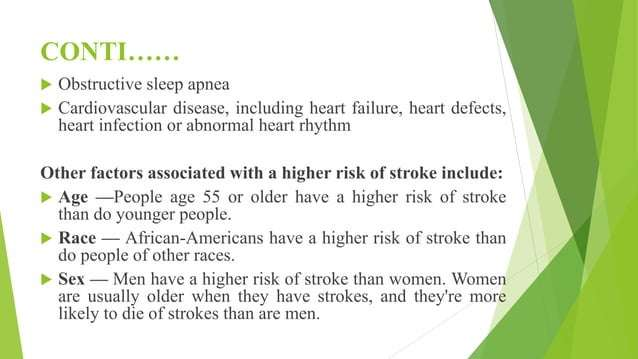 CONTI……
Obstructive sleep apnea
Cardiovascular disease, including heart failure, heart defects,
heart infection or abnormal heart rhythm
Other factors associated with a higher risk of stroke include:
Age —People age 55 or older have a higher risk of stroke
than do younger people.
Race — African-Americans have a higher risk of stroke than
do people of other races.
Sex — Men have a higher risk of stroke than women. Women
are usually older when they have strokes, and they're more
likely to die of strokes than are men.